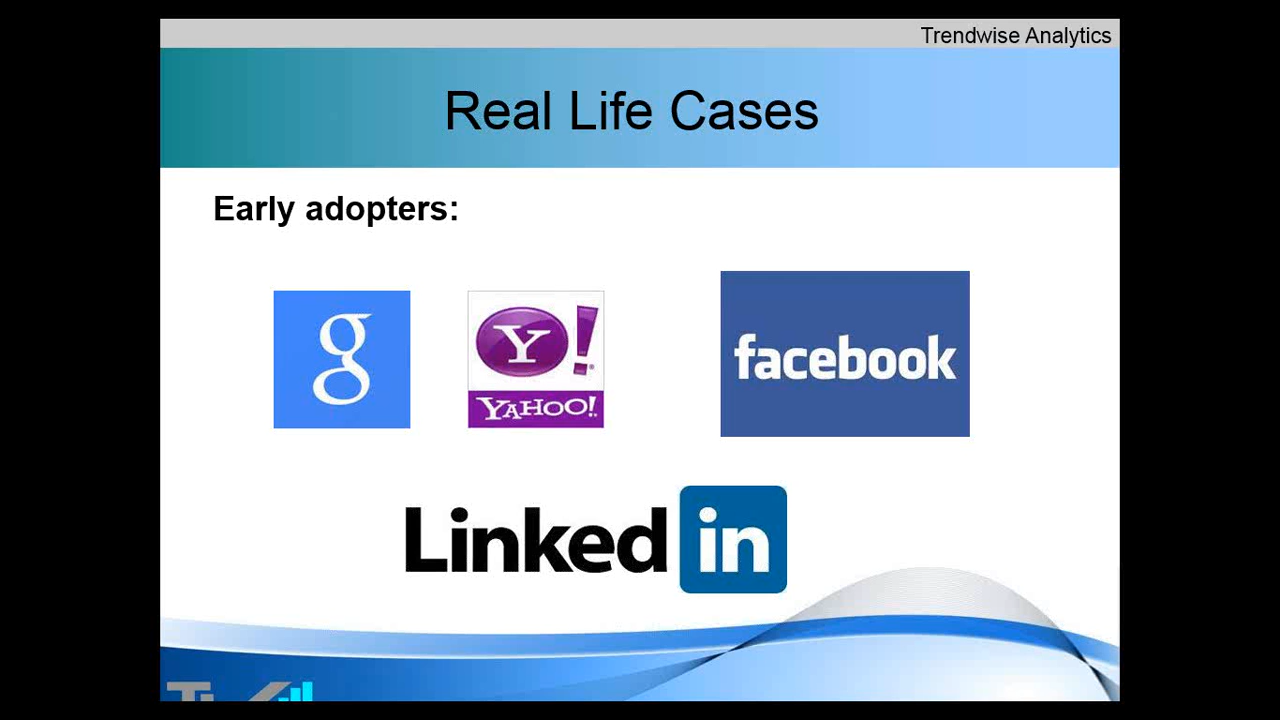 Trendwise Analytics
Real Life Cases
Early adopters:
g
Y!
YAHOO!
facebook
Linked in